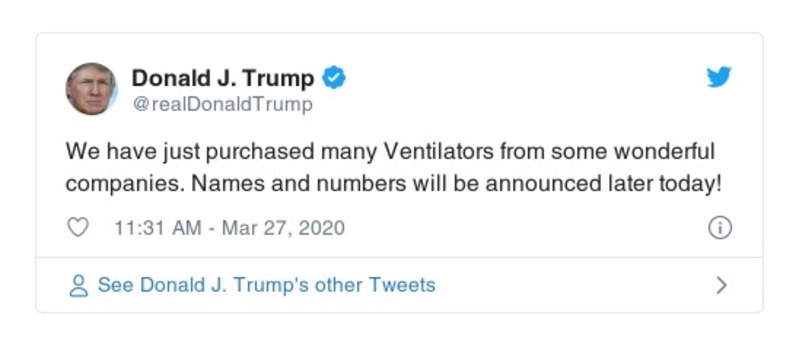 Donald J. Trump
@realDonaldTrump
We have just purchased many Ventilators from some wonderful
companies. Names and numbers will be announced later today!
11:31 AM - Mar 27, 2020
See Donald J. Trump's other Tweets